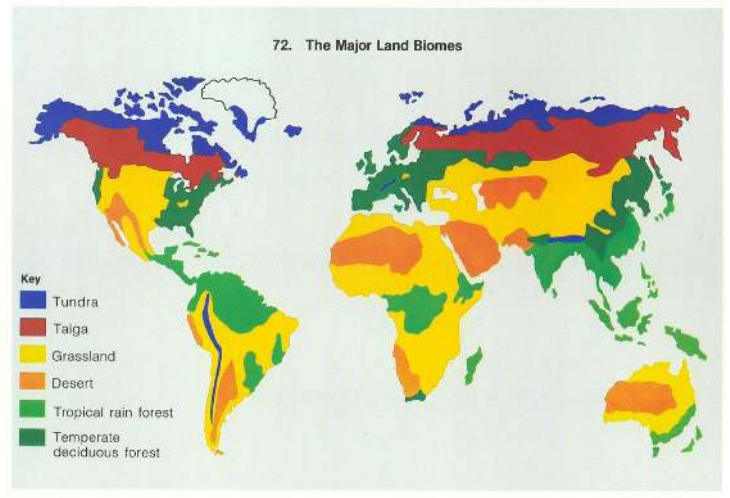 72. The Major Land Biomes
Key
Tundra
Taiga
Grassland
Desert
Tropical rain forest
Temperate
deciduous forest